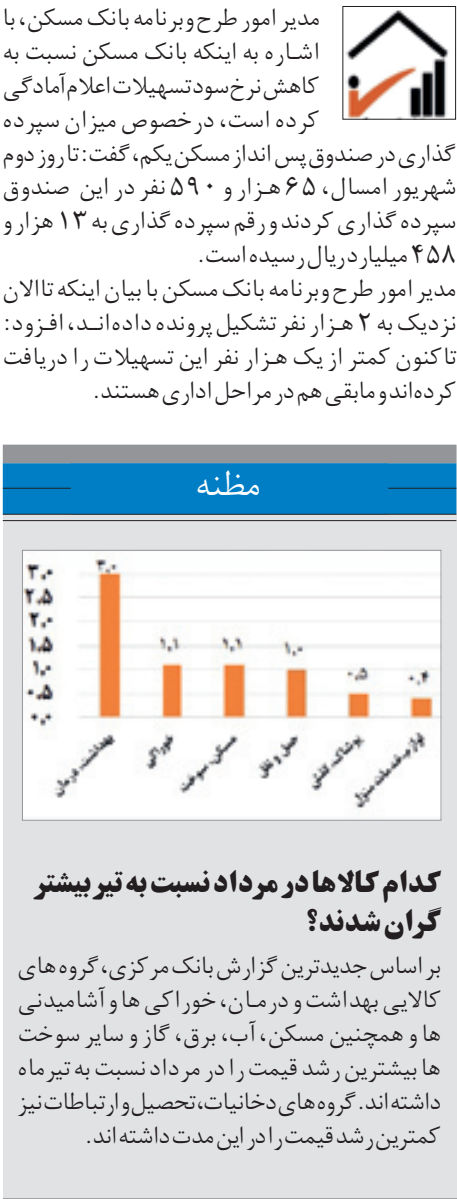 مدیر امور طرح وبرنامه بانک مسکن، با
اشاره به اینکه بانک مسکن نسبت به
کاهش نرخ سود تسهیلات اعلام آمادگی
کرده است، در خصوص میزان سپرده
گذاری در صندوق پس انداز مسکن یکم، گفت: تا روز دوم
شهریور امسال، ۶۵ هزار و ۵۹۰ نفر در این صندوق
سپرده گذاری کردند و رقم سپرده گذاری به ۱۳ هزار و
۴۵۸ میلیارد ریال رسیده است.
مدیر امور طرح وبرنامه بانک مسکن با بیان اینکه تاالان
نزدیک به ۲ هزار نفر تشکیل پرونده داده‌اند، افزود:
تاکنون کمتر از یک هزار نفر این تسهیلات را دریافت
کرده‌اند و مابقی هم در مراحل اداری هستند.
مظنه
۳٫۰
۲٫۵
۲٫۰
۱٫۵
۱٫۰
۰٫۵
۰٫۰
۳٫۰
۱٫۱
۱٫۱
۱٫۰
۰٫۵
۰٫۴
بهداشت، درمان
خوراکی
مسکن، سوخت
حمل و نقل
پوشاک، کفش
لوازم، خدمات منزل
کدام کالاها در مرداد نسبت به تیر بیشتر
گران شدند؟
بر اساس جدیدترین گزارش بانک مرکزی، گروه های
کالایی بهداشت و درمان، خوراکی ها و آشامیدنی
ها و همچنین مسکن، آب، برق، گاز و سایر سوخت
ها بیشترین رشد قیمت را در مرداد نسبت به تیر ماه
داشته‌اند. گروه های دخانیات، تحصیل و ارتباطات نیز
کمترین رشد قیمت را در این مدت داشته‌اند.